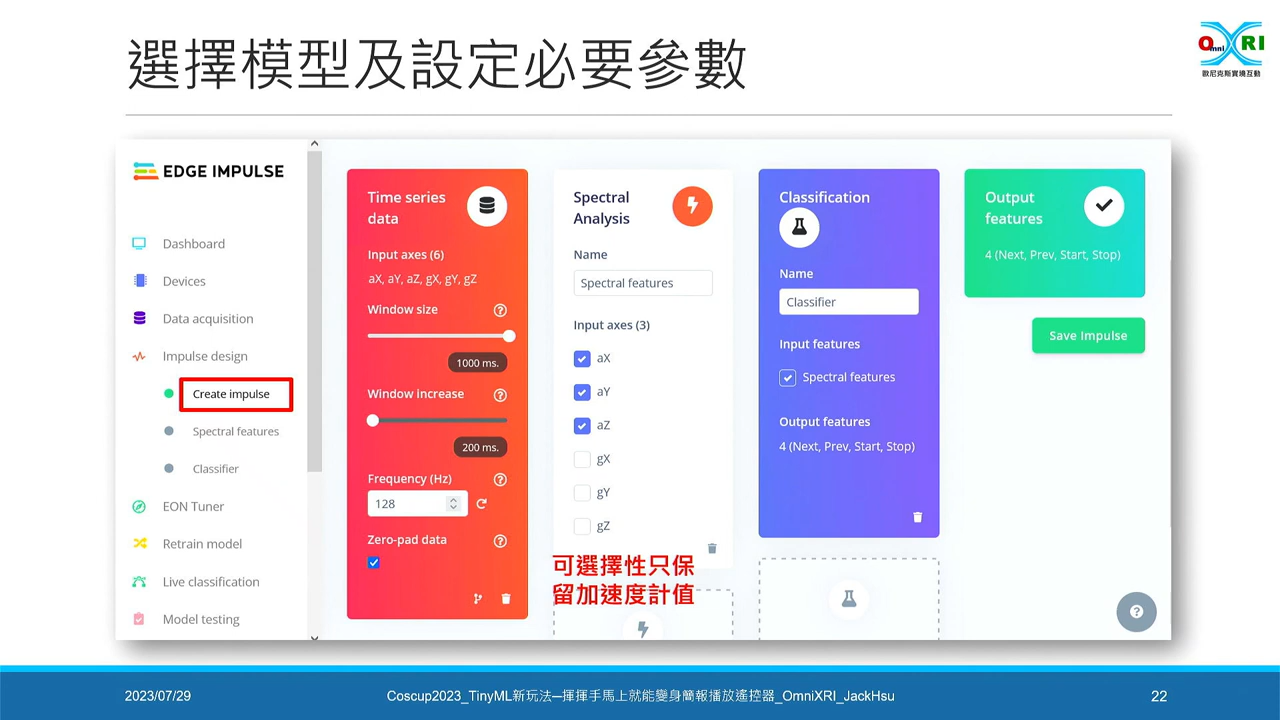 選擇模型及設定必要參數
Omni XRI
歐尼克斯實境互動
EDGE IMPULSE
Dashboard
Devices
Data acquisition
Impulse design
Create impulse
Spectral features
Classifier
EON Tuner
Retrain model
Live classification
Model testing
Time series
data
Input axes (6)
aX, aY, aZ, gX, gY, gZ
Window size
1000 ms.
Window increase
200 ms.
Frequency (Hz)
128
Zero-pad data
Spectral
Analysis
Name
Spectral features
Input axes (3)
aX
aY
aZ
gX
gY
gZ
可選擇性只保
留加速度計值
Classification
Name
Classifier
Input features
Spectral features
Output features
4 (Next, Prev, Start, Stop)
Output
features
4 (Next, Prev, Start, Stop)
Save Impulse
2023/07/29
Coscup2023_TinyML新玩法─揮揮手馬上就能變身簡報播放遙控器_OmniXRI_JackHsu
22